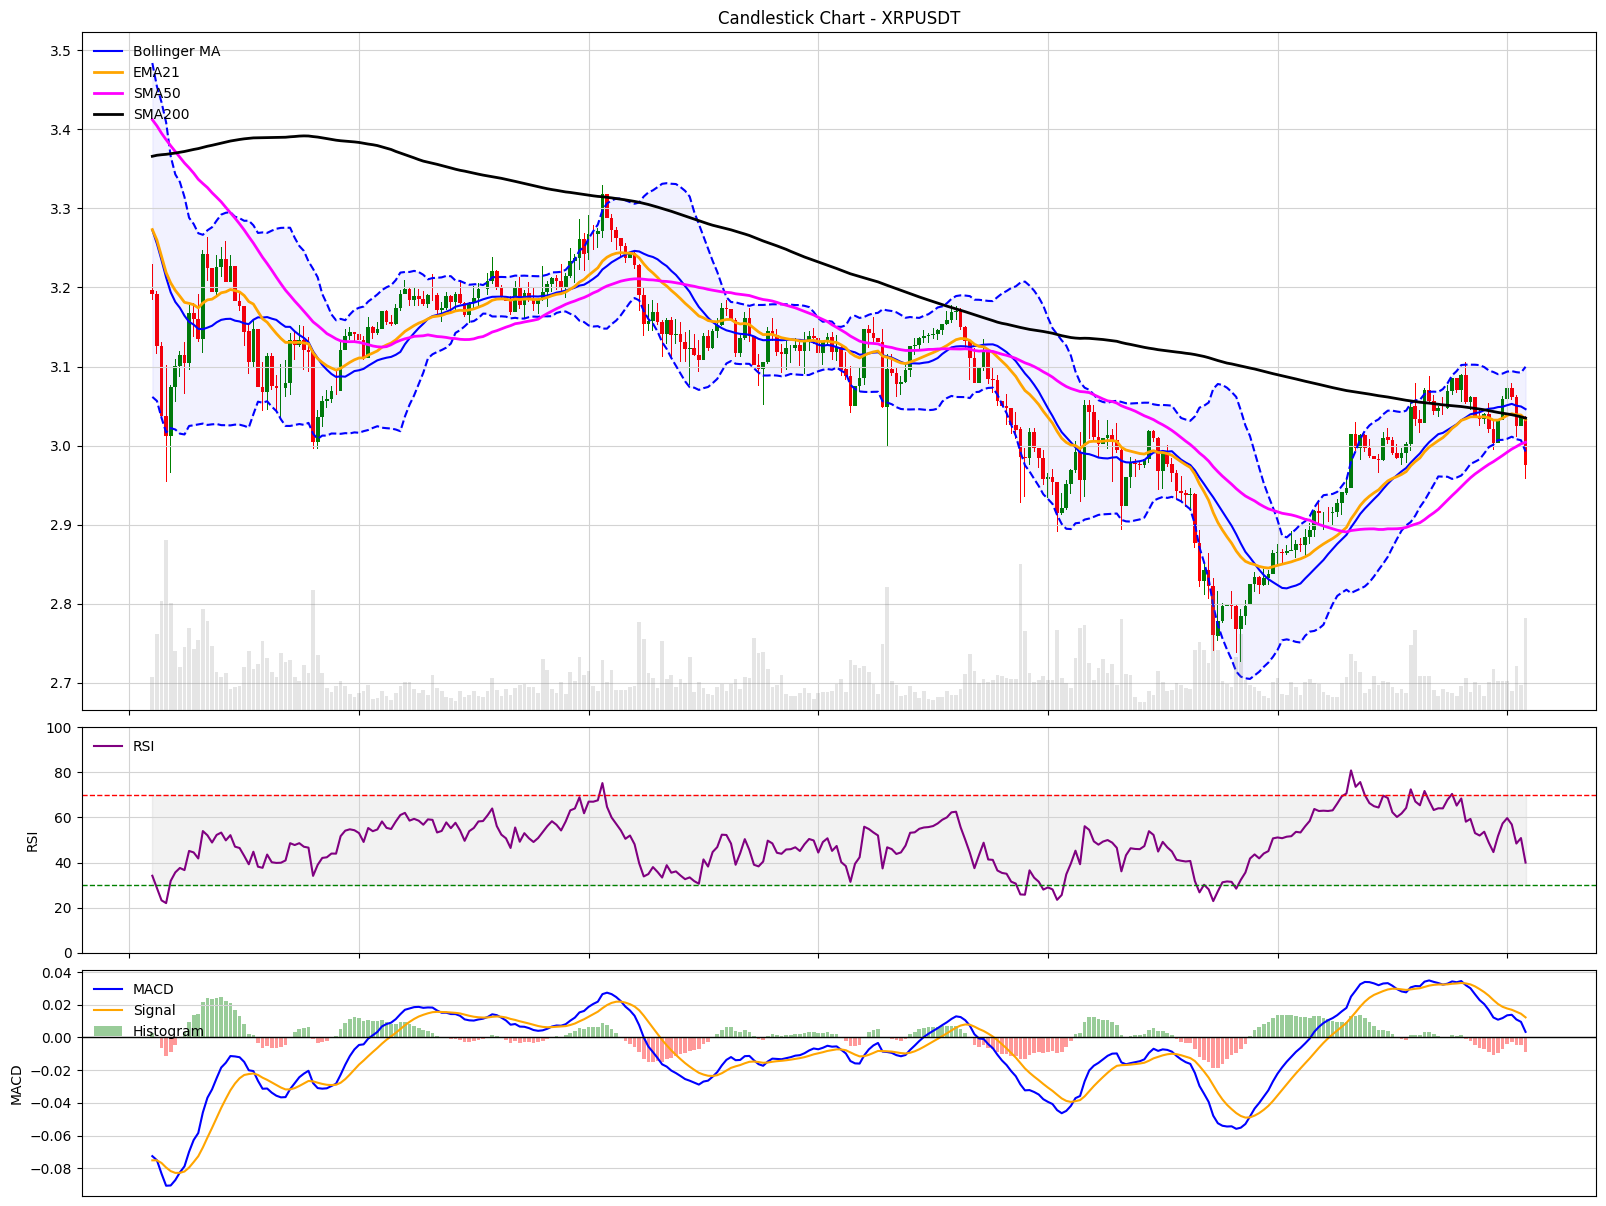 Candlestick Chart - XRPUSDT
Bollinger MA
EMA21
SMA50
SMA200
3.5
3.4
3.3
3.2
3.1
3.0
2.9
2.8
2.7
RSI
RSI
100
80
60
40
20
0
MACD
Signal
Histogram
MACD
0.04
0.02
0.00
−0.02
−0.04
−0.06
−0.08